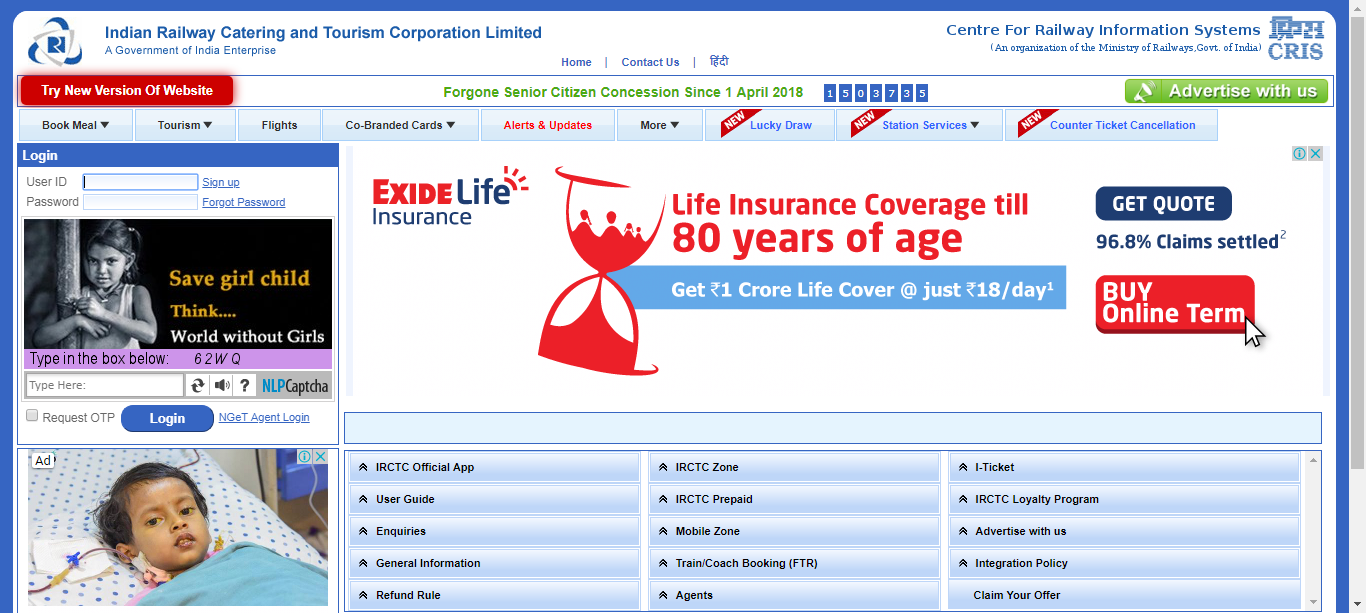 Indian Railway Catering and Tourism Corporation Limited
A Government of India Enterprise
Centre For Railway Information Systems
(An organization of the Ministry of Railways,Govt. of India)
CRIS
Home | Contact Us | हिंदी
Try New Version Of Website
Forgone Senior Citizen Concession Since 1 April 2018 1 5 0 3 7 3 5
Advertise with us
Book Meal Tourism Flights Co-Branded Cards Alerts & Updates More NEW Lucky Draw NEW Station Services NEW Counter Ticket Cancellation
Login
User ID Sign up
Password Forgot Password
Save girl child
Think....
World without Girls
Type in the box below: 6 2 W Q
Type Here: ? NLPCaptcha
Request OTP Login NGeT Agent Login
Ad
EXIDE Life
Insurance
Life Insurance Coverage till
80 years of age
Get ₹1 Crore Life Cover @ just ₹18/day1
GET QUOTE
96.8% Claims settled2
BUY
Online Term
IRCTC Official App IRCTC Zone I-Ticket
User Guide IRCTC Prepaid IRCTC Loyalty Program
Enquiries Mobile Zone Advertise with us
General Information Train/Coach Booking (FTR) Integration Policy
Refund Rule Agents Claim Your Offer